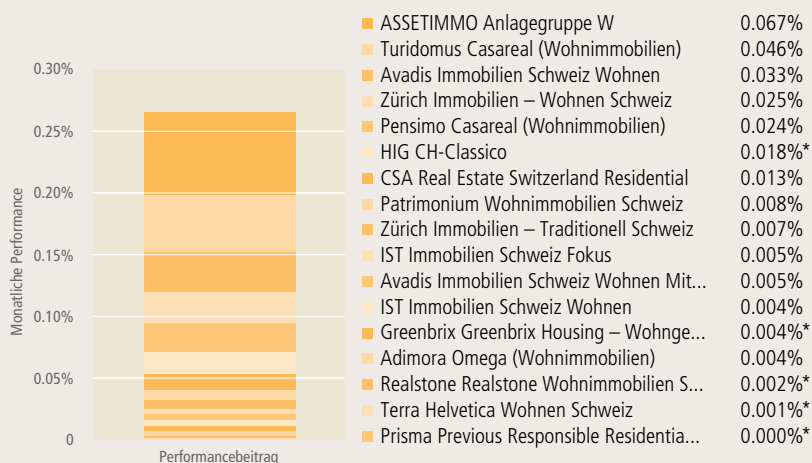 ASSETIMMO Anlagegruppe W 0.067%
Turidomus Casareal (Wohnimmobilien) 0.046%
Avadis Immobilien Schweiz Wohnen 0.033%
Zürich Immobilien – Wohnen Schweiz 0.025%
Pensimo Casareal (Wohnimmobilien) 0.024%
HIG CH-Classico 0.018%*
CSA Real Estate Switzerland Residential 0.013%
Patrimonium Wohnimmobilien Schweiz 0.008%
Zürich Immobilien – Traditionell Schweiz 0.007%
IST Immobilien Schweiz Fokus 0.005%
Avadis Immobilien Schweiz Wohnen Mit... 0.005%
IST Immobilien Schweiz Wohnen 0.004%
Greenbrix Greenbrix Housing – Wohnge... 0.004%*
Adimora Omega (Wohnimmobilien) 0.004%
Realstone Realstone Wohnimmobilien S... 0.002%*
Terra Helvetica Wohnen Schweiz 0.001%*
Prisma Previous Responsible Residentia... 0.000%*
Monatliche Performance
0.30%
0.25%
0.20%
0.15%
0.10%
0.05%
0
Performancebeitrag